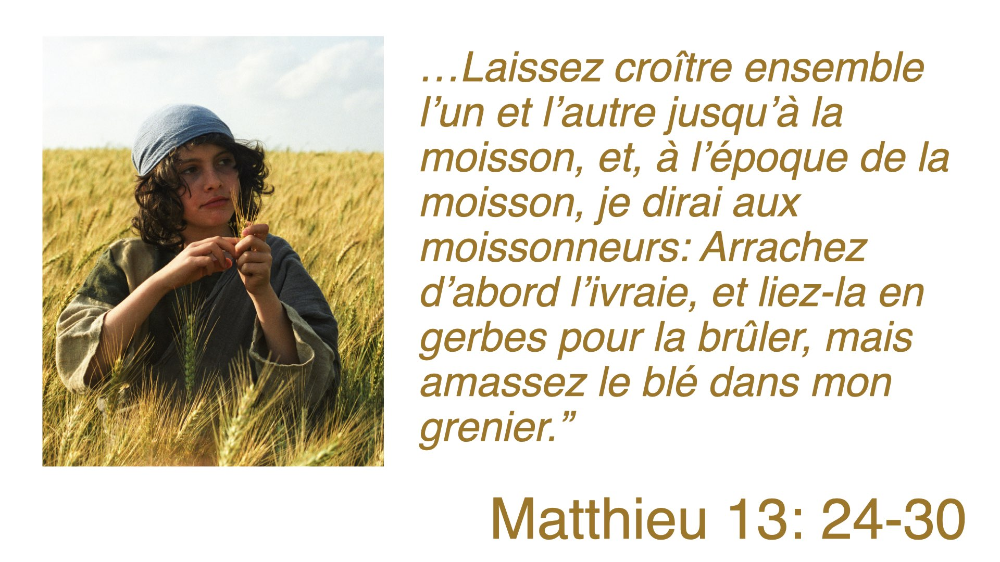 …Laissez croître ensemble
l’un et l’autre jusqu’à la
moisson, et, à l’époque de la
moisson, je dirai aux
moissonneurs: Arrachez
d’abord l’ivraie, et liez-la en
gerbes pour la brûler, mais
amassez le blé dans mon
grenier.”
Matthieu 13: 24-30